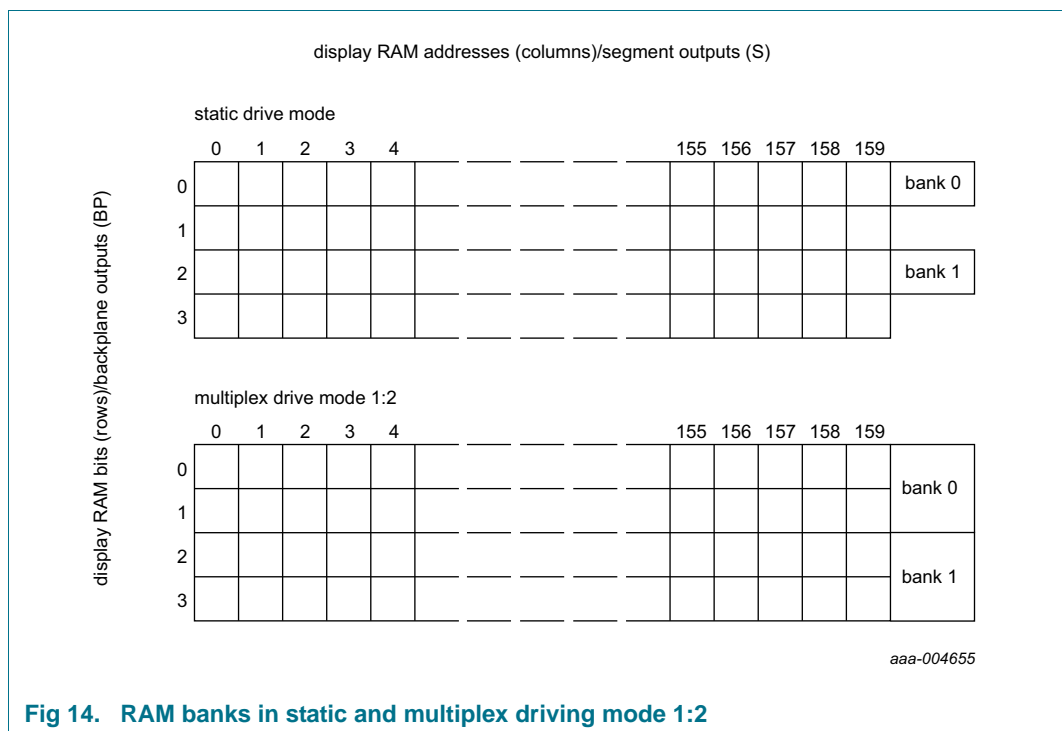 display RAM addresses (columns)/segment outputs (S)
display RAM bits (rows)/backplane outputs (BP)
static drive mode
0 1 2 3 4 155 156 157 158 159
0 bank 0
1
2 bank 1
3
multiplex drive mode 1:2
0 1 2 3 4 155 156 157 158 159
0
bank 0
1
2
bank 1
3
aaa-004655
Fig 14. RAM banks in static and multiplex driving mode 1:2